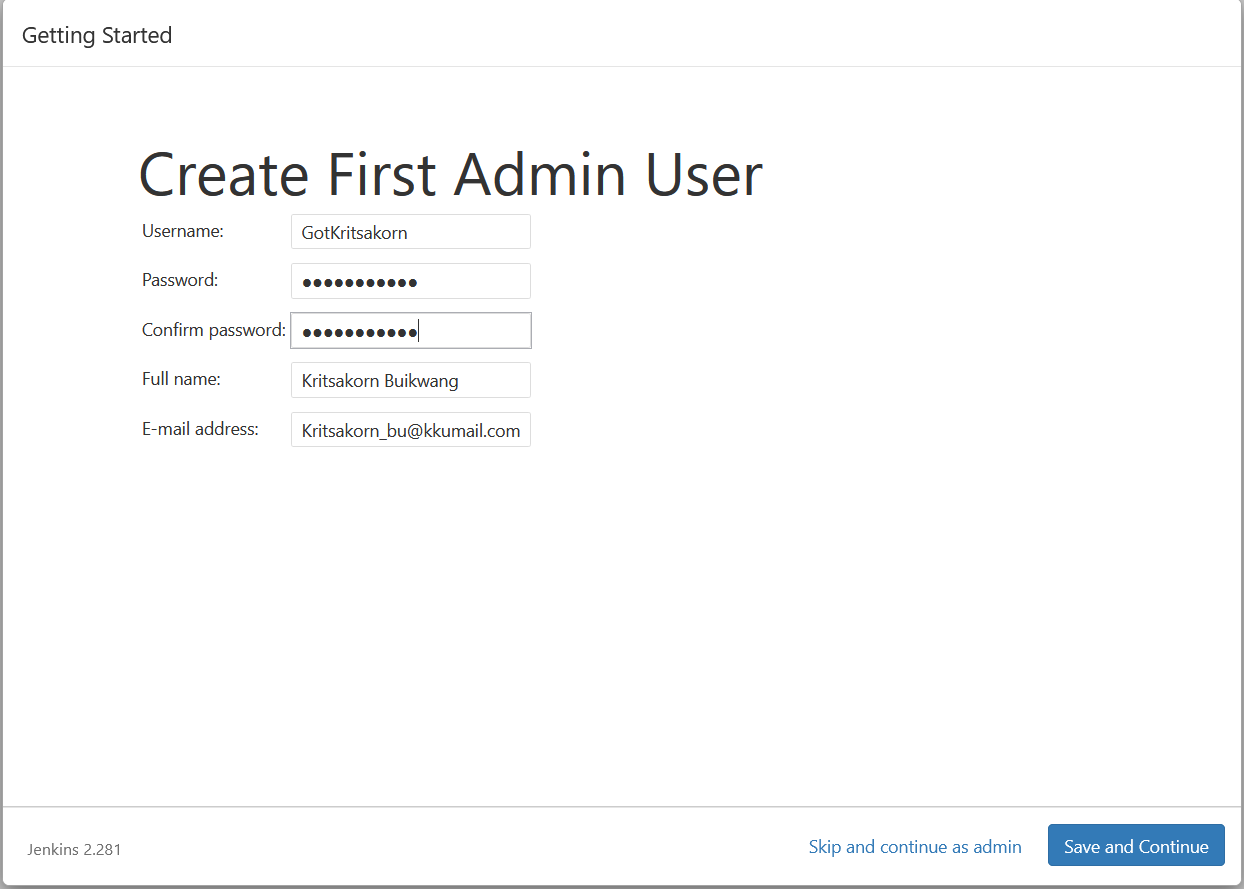 Getting Started
Create First Admin User
Username: GotKritsakorn
Password: ●●●●●●●●●●●
Confirm password: ●●●●●●●●●●●
Full name: Kritsakorn Buikwang
E-mail address: Kritsakorn_bu@kkumail.com
Jenkins 2.281 Skip and continue as admin Save and Continue